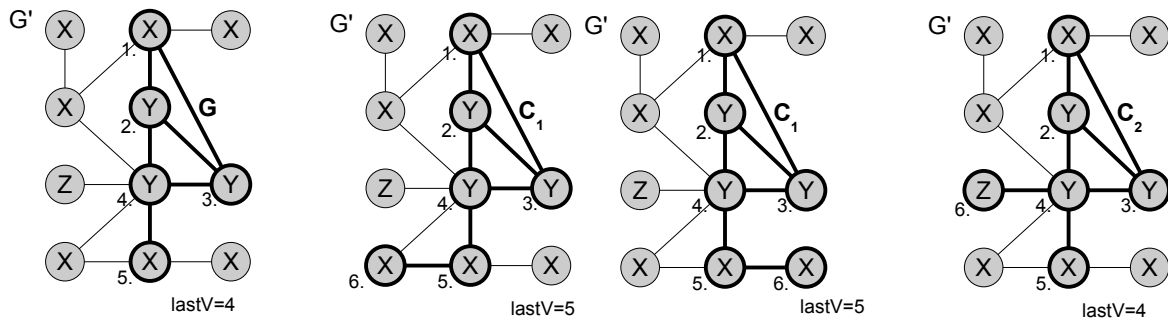 G' X X
1.
X Y G
2.
Z Y Y
4. 3.
X X X
5.
lastV=4
G' X X
1.
X Y C₁
2.
Z Y Y
4. 3.
X X X
6. 5.
lastV=5
G' X X
1.
X Y C₁
2.
Z Y Y
4. 3.
X X X
5. 6.
lastV=5
G' X X
1.
X Y C₂
2.
Z Y Y
6. 4. 3.
X X X
5.
lastV=4